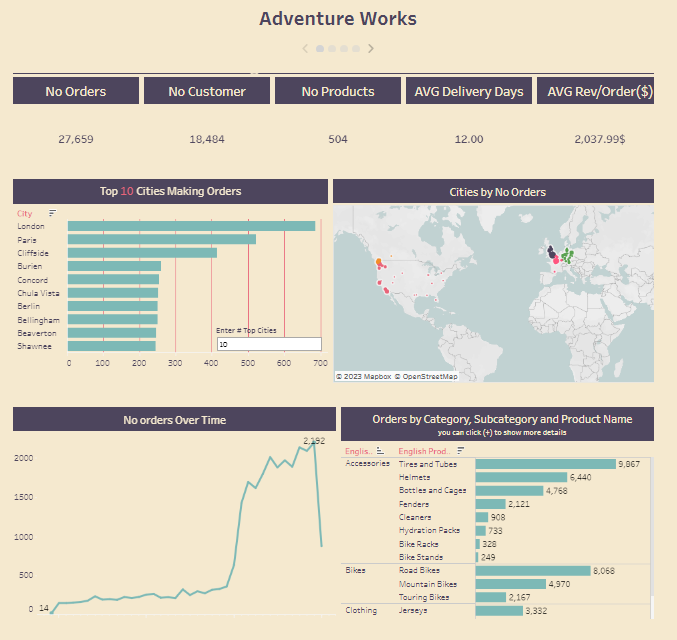 Adventure Works
No Orders
No Customer
No Products
AVG Delivery Days
AVG Rev/Order($)
27,659
18,484
504
12.00
2,037.99$
Top 10 Cities Making Orders
City
London
Paris
Cliffside
Burien
Concord
Chula Vista
Berlin
Bellingham
Beaverton
Shawnee
0 100 200 300 400 500 600 700
Enter # Top Cities
10
Cities by No Orders
© 2023 Mapbox © OpenStreetMap
No orders Over Time
2,192
2000
1500
1000
500
0
14
Orders by Category, Subcategory and Product Name
you can click (+) to show more details
Englis.. English Prod..
Accessories Tires and Tubes 9,867
Helmets 6,440
Bottles and Cages 4,768
Fenders 2,121
Cleaners 908
Hydration Packs 733
Bike Racks 328
Bike Stands 249
Bikes Road Bikes 8,068
Mountain Bikes 4,970
Touring Bikes 2,167
Clothing Jerseys 3,332